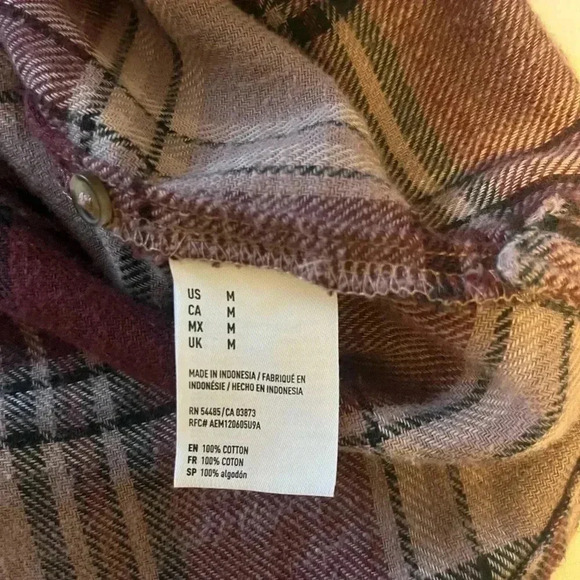 US M
CA M
MX M
UK M
MADE IN INDONESIA / FABRIQUÉ EN
INDONÉSIE / HECHO EN INDONESIA
RN 54485/CA 03873
RFC# AEM120605U9A
EN 100% COTTON
FR 100% COTON
SP 100% algodón